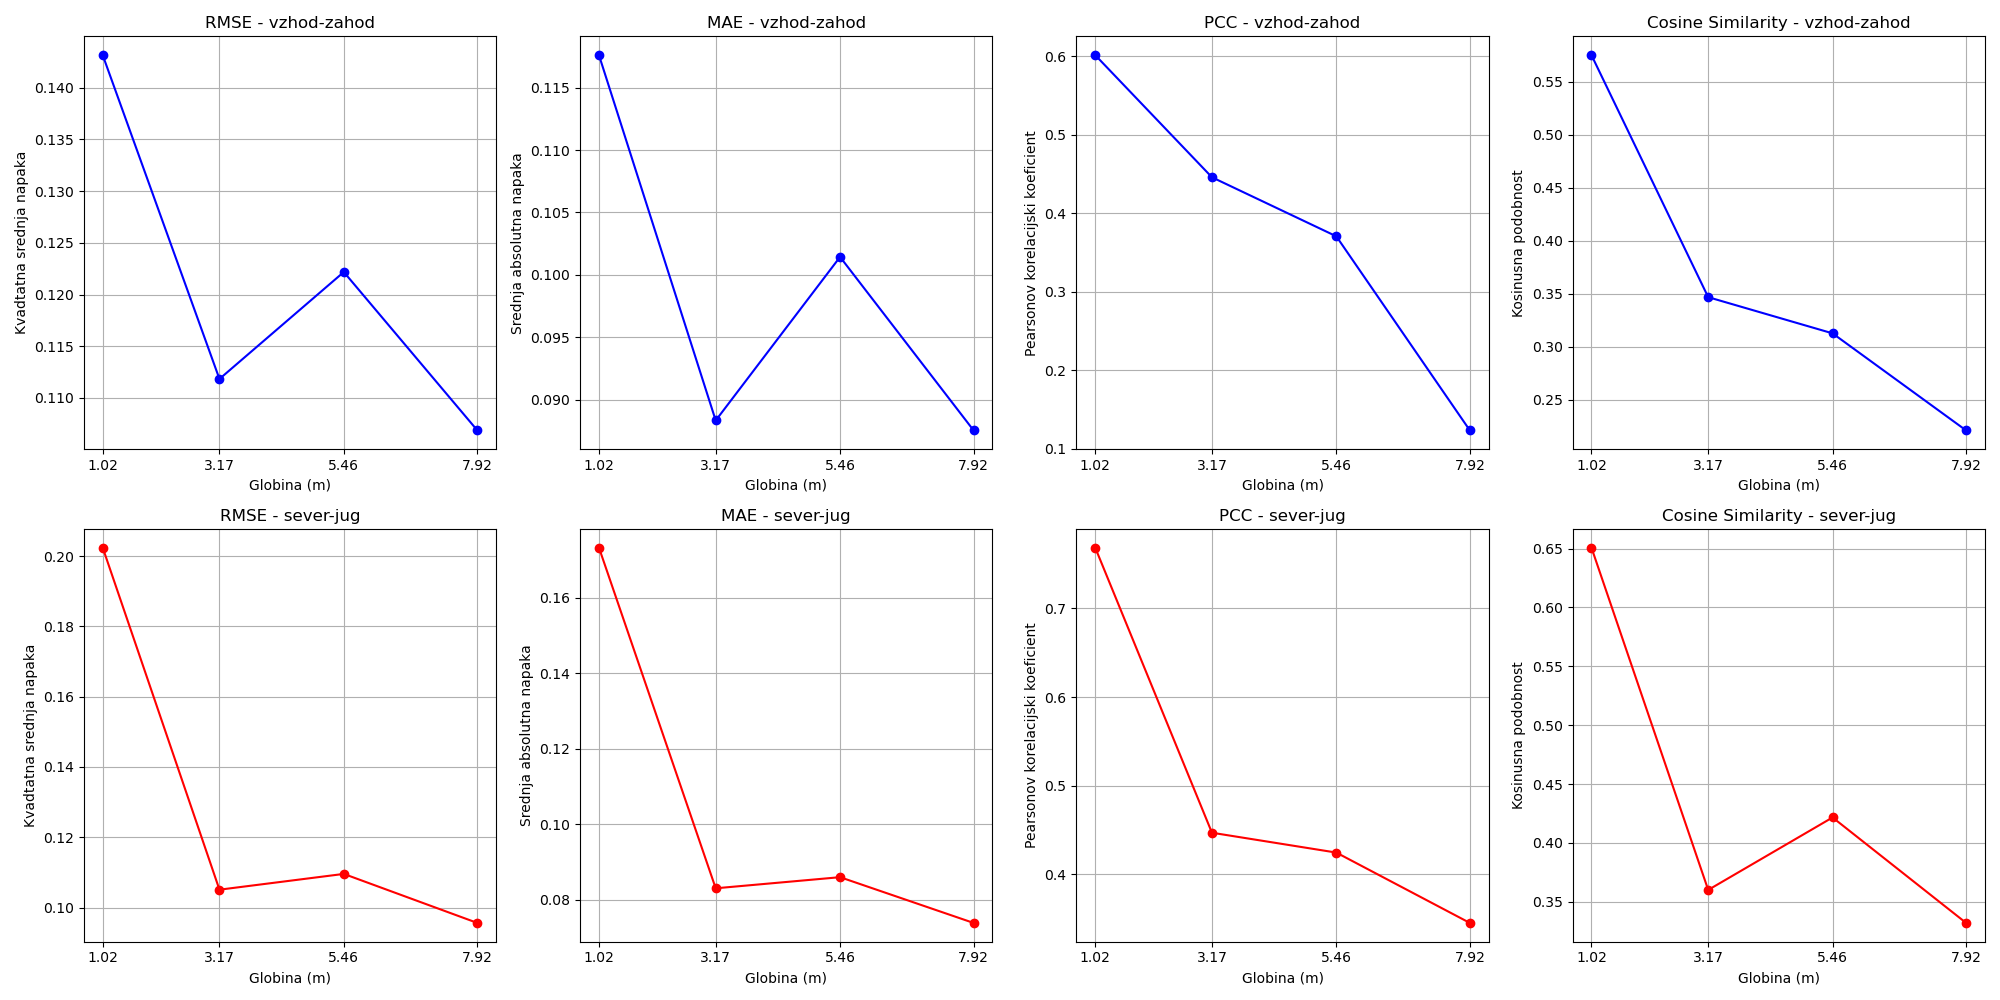 RMSE - vzhod-zahod
Kvadtatna srednja napaka
0.140
0.135
0.130
0.125
0.120
0.115
0.110
1.02 3.17 5.46 7.92
Globina (m)
MAE - vzhod-zahod
Srednja absolutna napaka
0.115
0.110
0.105
0.100
0.095
0.090
1.02 3.17 5.46 7.92
Globina (m)
PCC - vzhod-zahod
Pearsonov korelacijski koeficient
0.6
0.5
0.4
0.3
0.2
0.1
1.02 3.17 5.46 7.92
Globina (m)
Cosine Similarity - vzhod-zahod
Kosinusna podobnost
0.55
0.50
0.45
0.40
0.35
0.30
0.25
1.02 3.17 5.46 7.92
Globina (m)
RMSE - sever-jug
Kvadtatna srednja napaka
0.20
0.18
0.16
0.14
0.12
0.10
1.02 3.17 5.46 7.92
Globina (m)
MAE - sever-jug
Srednja absolutna napaka
0.16
0.14
0.12
0.10
0.08
1.02 3.17 5.46 7.92
Globina (m)
PCC - sever-jug
Pearsonov korelacijski koeficient
0.7
0.6
0.5
0.4
1.02 3.17 5.46 7.92
Globina (m)
Cosine Similarity - sever-jug
Kosinusna podobnost
0.65
0.60
0.55
0.50
0.45
0.40
0.35
1.02 3.17 5.46 7.92
Globina (m)